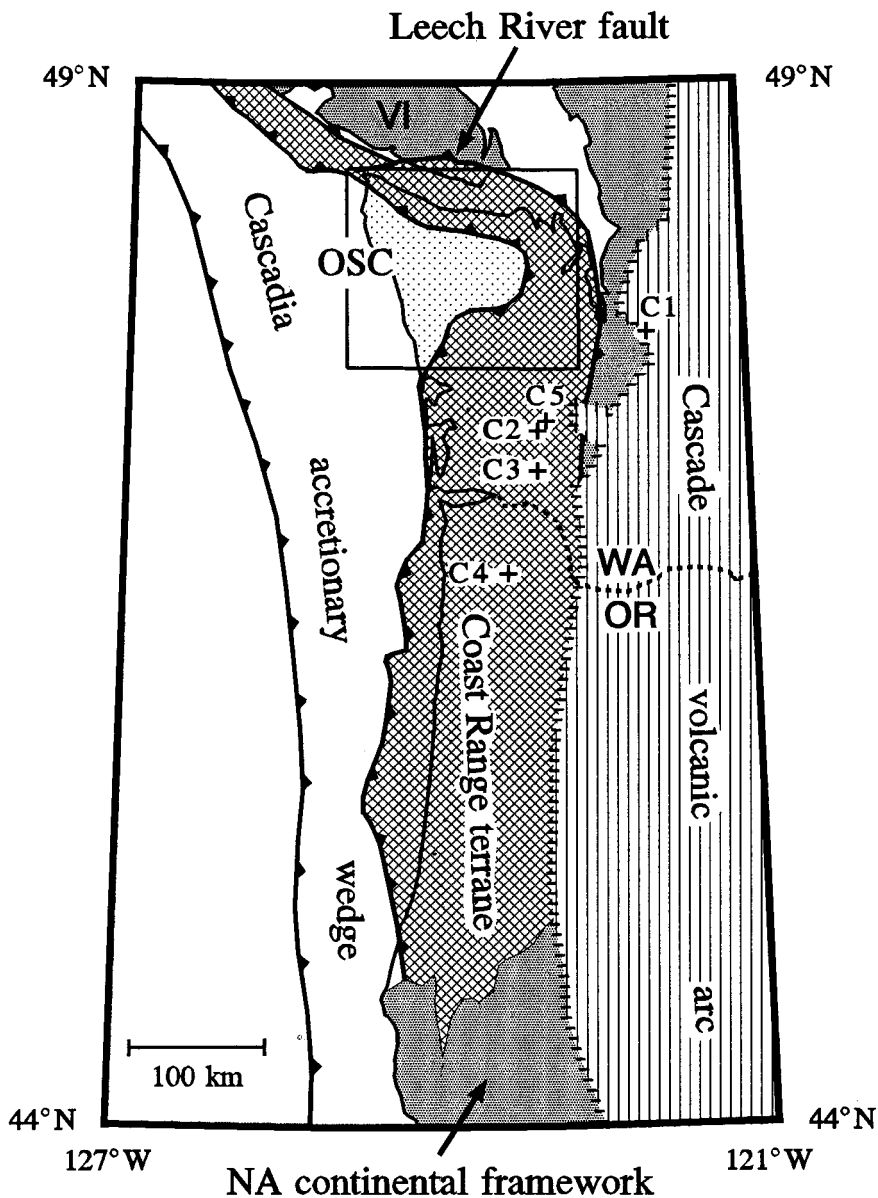 Leech River fault
49° N
49° N
VI
Cascadia
OSC
C1
C5
C2
C3
Cascade
accretionary
WA
C4
OR
Coast Range terrane
volcanic
wedge
arc
100 km
44° N
44° N
127° W
121° W
NA continental framework